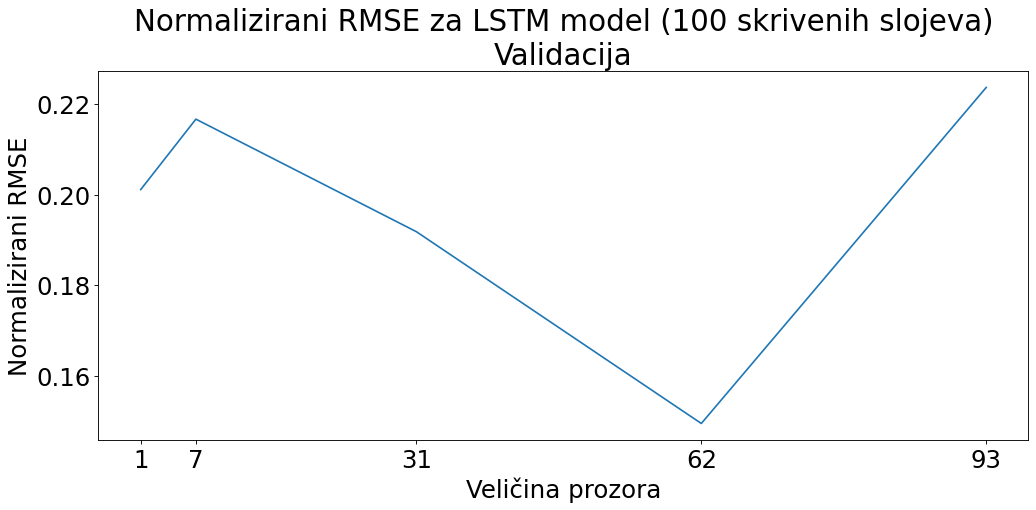 Normalizirani RMSE za LSTM model (100 skrivenih slojeva)
Validacija
Normalizirani RMSE
0.22
0.20
0.18
0.16
1 7 31 62 93
Veličina prozora